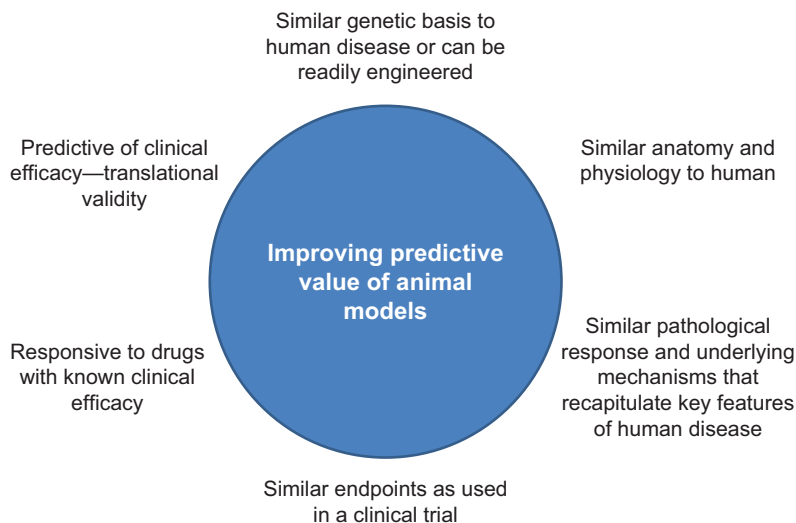 Similar genetic basis to
human disease or can be
readily engineered
Predictive of clinical
efficacy—translational
validity
Similar anatomy and
physiology to human
Improving predictive
value of animal
models
Responsive to drugs
with known clinical
efficacy
Similar pathological
response and underlying
mechanisms that
recapitulate key features
of human disease
Similar endpoints as used
in a clinical trial